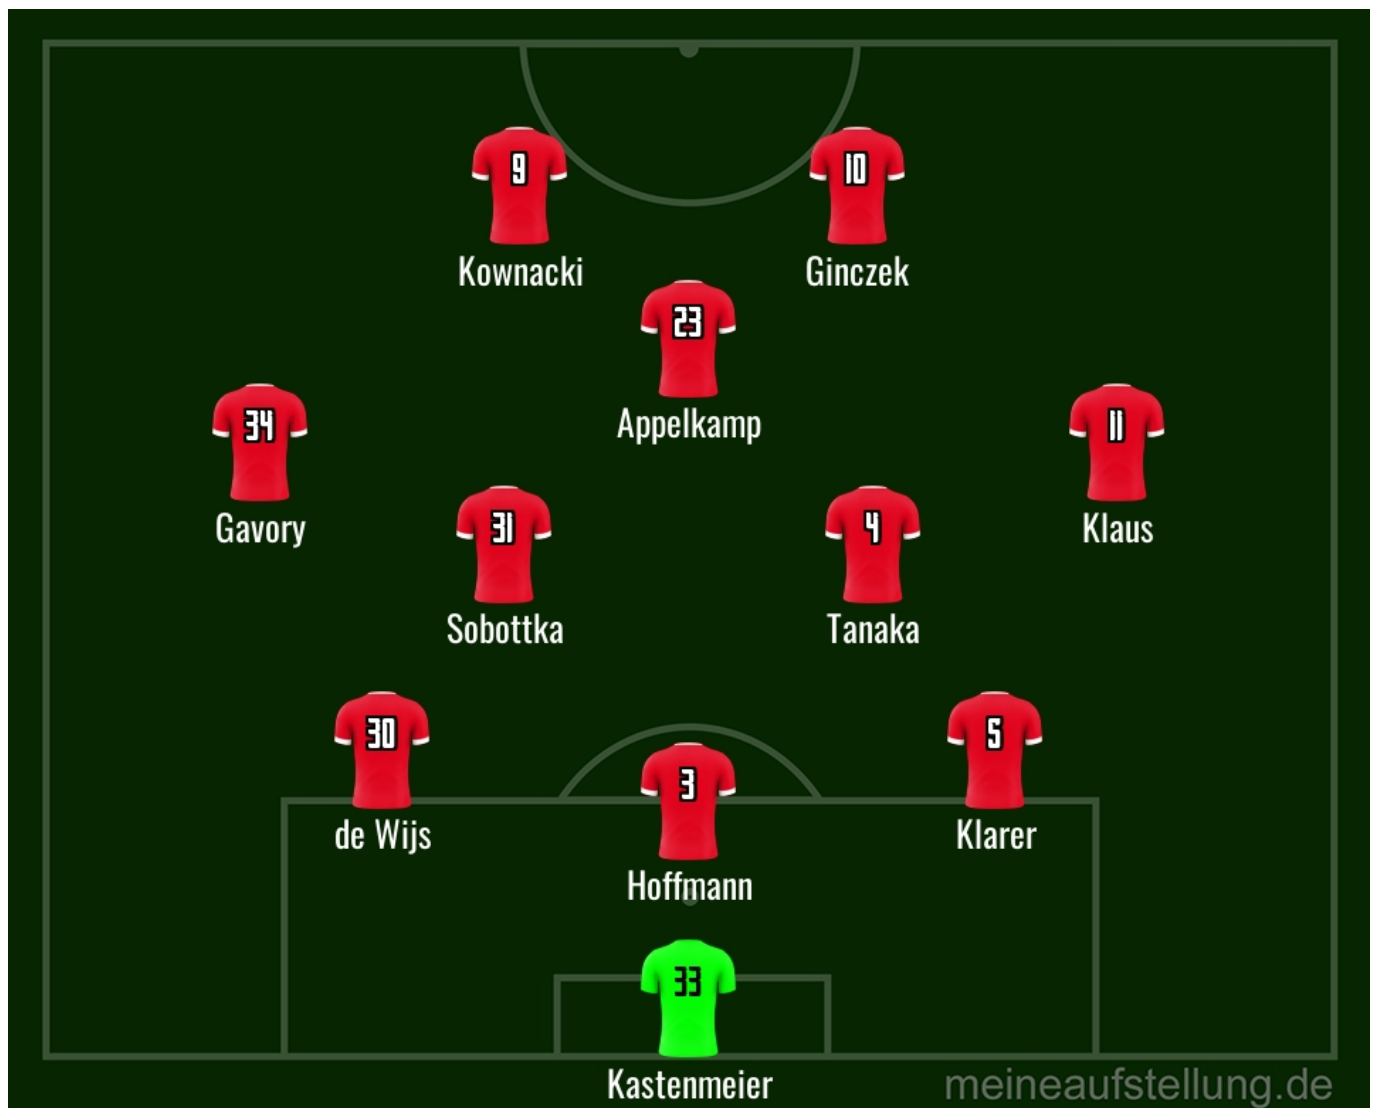 9
10
Kownacki
Ginczek
23
Appelkamp
34
11
Gavory
Klaus
31
4
Sobottka
Tanaka
30
5
de Wijs
Klarer
3
Hoffmann
33
Kastenmeier
meineaufstellung.de